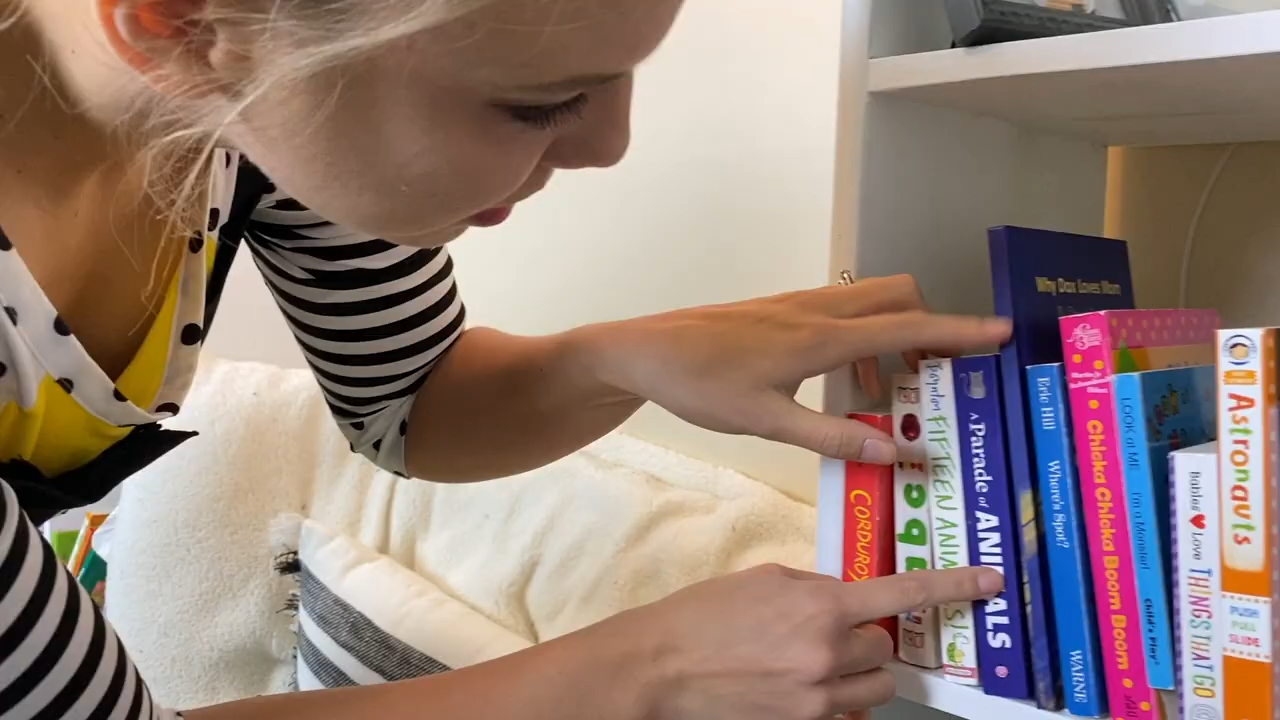 CORDUROY
Boynton FIFTEEN ANIMALS
A Parade of ANIMALS
Why Dax Loves Mom
Eric Hill Where's Spot? WARNE
Chicka Chicka Boom Boom
LOOK at ME I'm a Monster! Child's Play
Babies Love THINGS THAT GO
Astronauts
PUSH
PULL
SLIDE